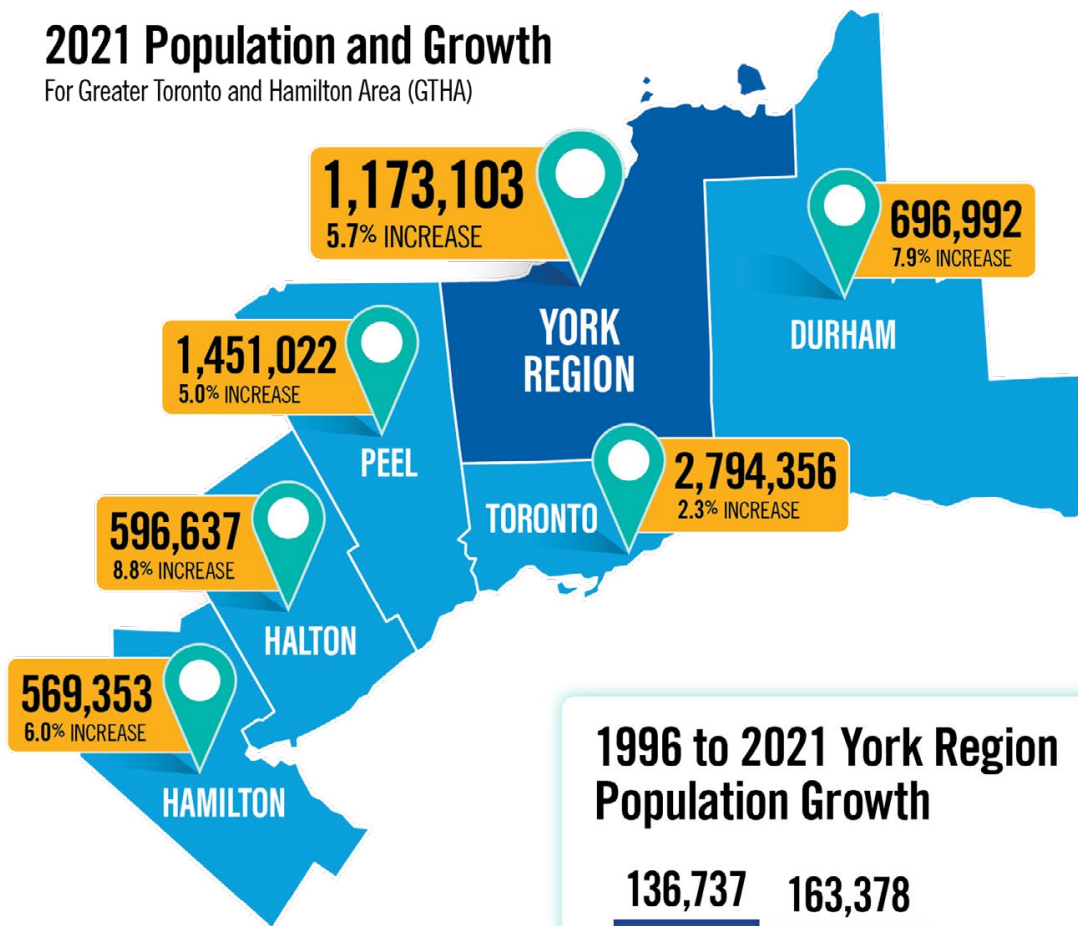 2021 Population and Growth
For Greater Toronto and Hamilton Area (GTHA)
1,173,103
5.7% INCREASE
696,992
7.9% INCREASE
YORK
REGION
DURHAM
1,451,022
5.0% INCREASE
PEEL
2,794,356
2.3% INCREASE
TORONTO
596,637
8.8% INCREASE
HALTON
569,353
6.0% INCREASE
HAMILTON
1996 to 2021 York Region
Population Growth
136,737 163,378